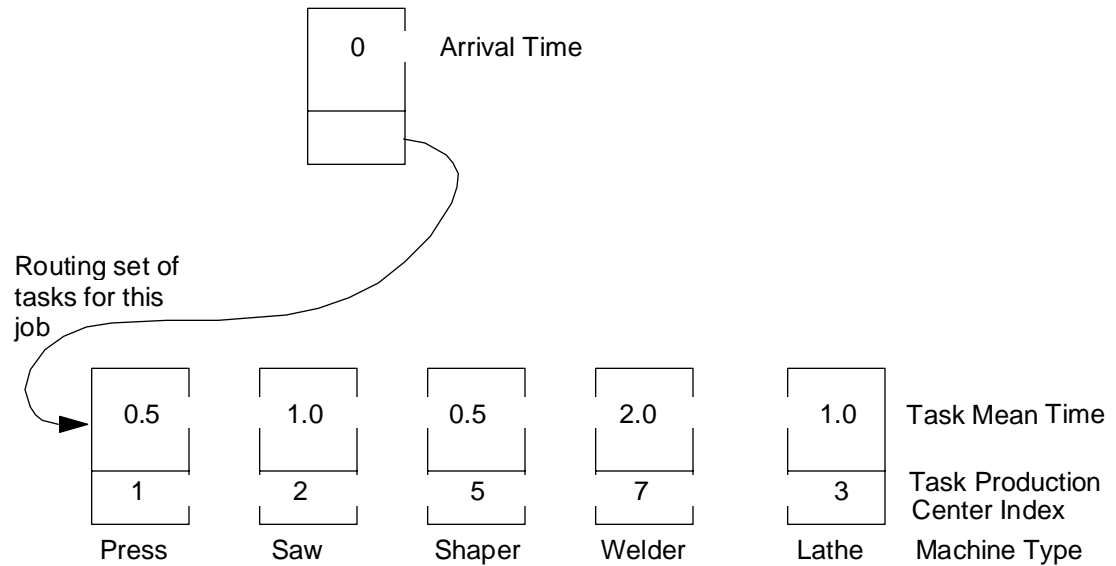 0 Arrival Time
Routing set of
tasks for this
job
0.5 1.0 0.5 2.0 1.0 Task Mean Time
1 2 5 7 3 Task Production
Center Index
Press Saw Shaper Welder Lathe Machine Type